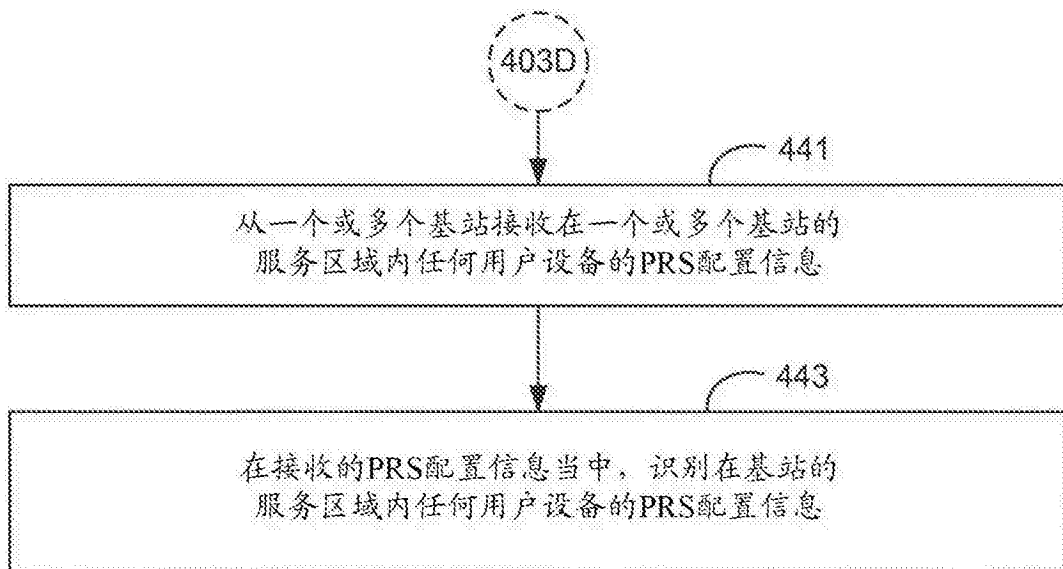 403D
441
从一个或多个基站接收在一个或多个基站的
服务区域内任何用户设备的PRS配置信息
443
在接收的PRS配置信息当中，识别在基站的
服务区域内任何用户设备的PRS配置信息